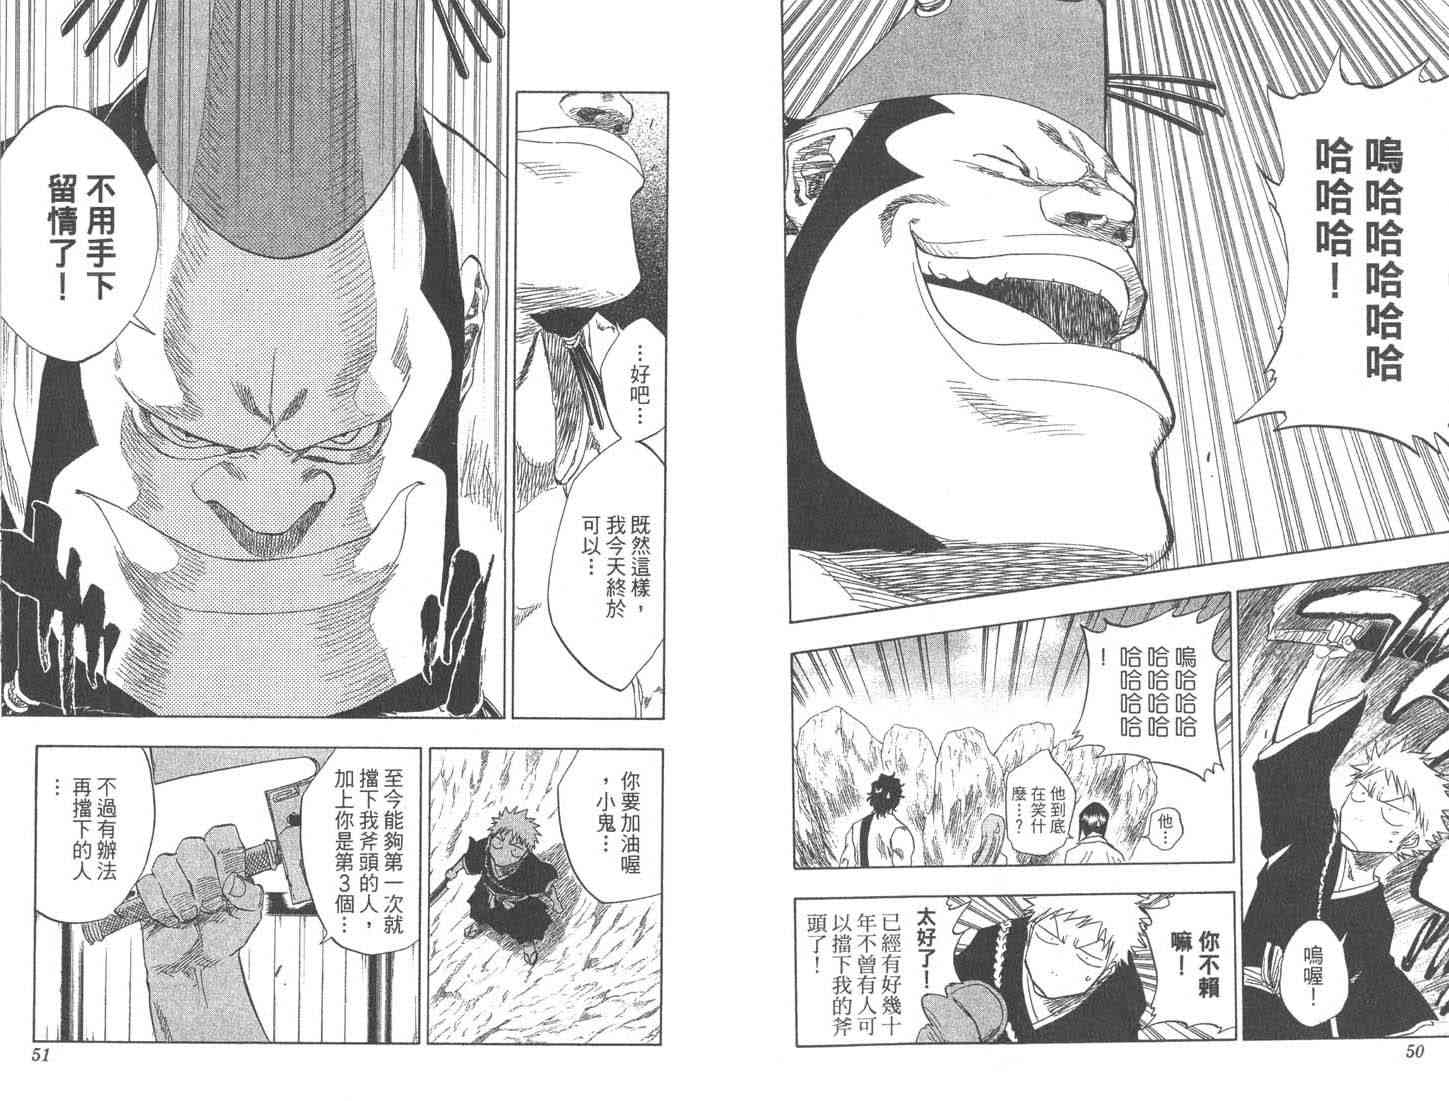 嗚哈哈哈哈哈
哈哈哈！
嗚喔！
嗚哈哈哈
哈哈哈哈
哈哈哈哈
！
他…
他到底
在笑什
麼…?
你不賴
嘛！
太好了！
已經有好幾十
年不曾有人可
以擋下我的斧
頭了！
50
…好吧…
既然這樣，
我今天終於
可以…
不用手下
留情了！
你要加油喔
，小鬼…
至今能夠第一次就
擋下我斧頭的人，
加上你是第3個…
不過有辦法
再擋下的人
…
51